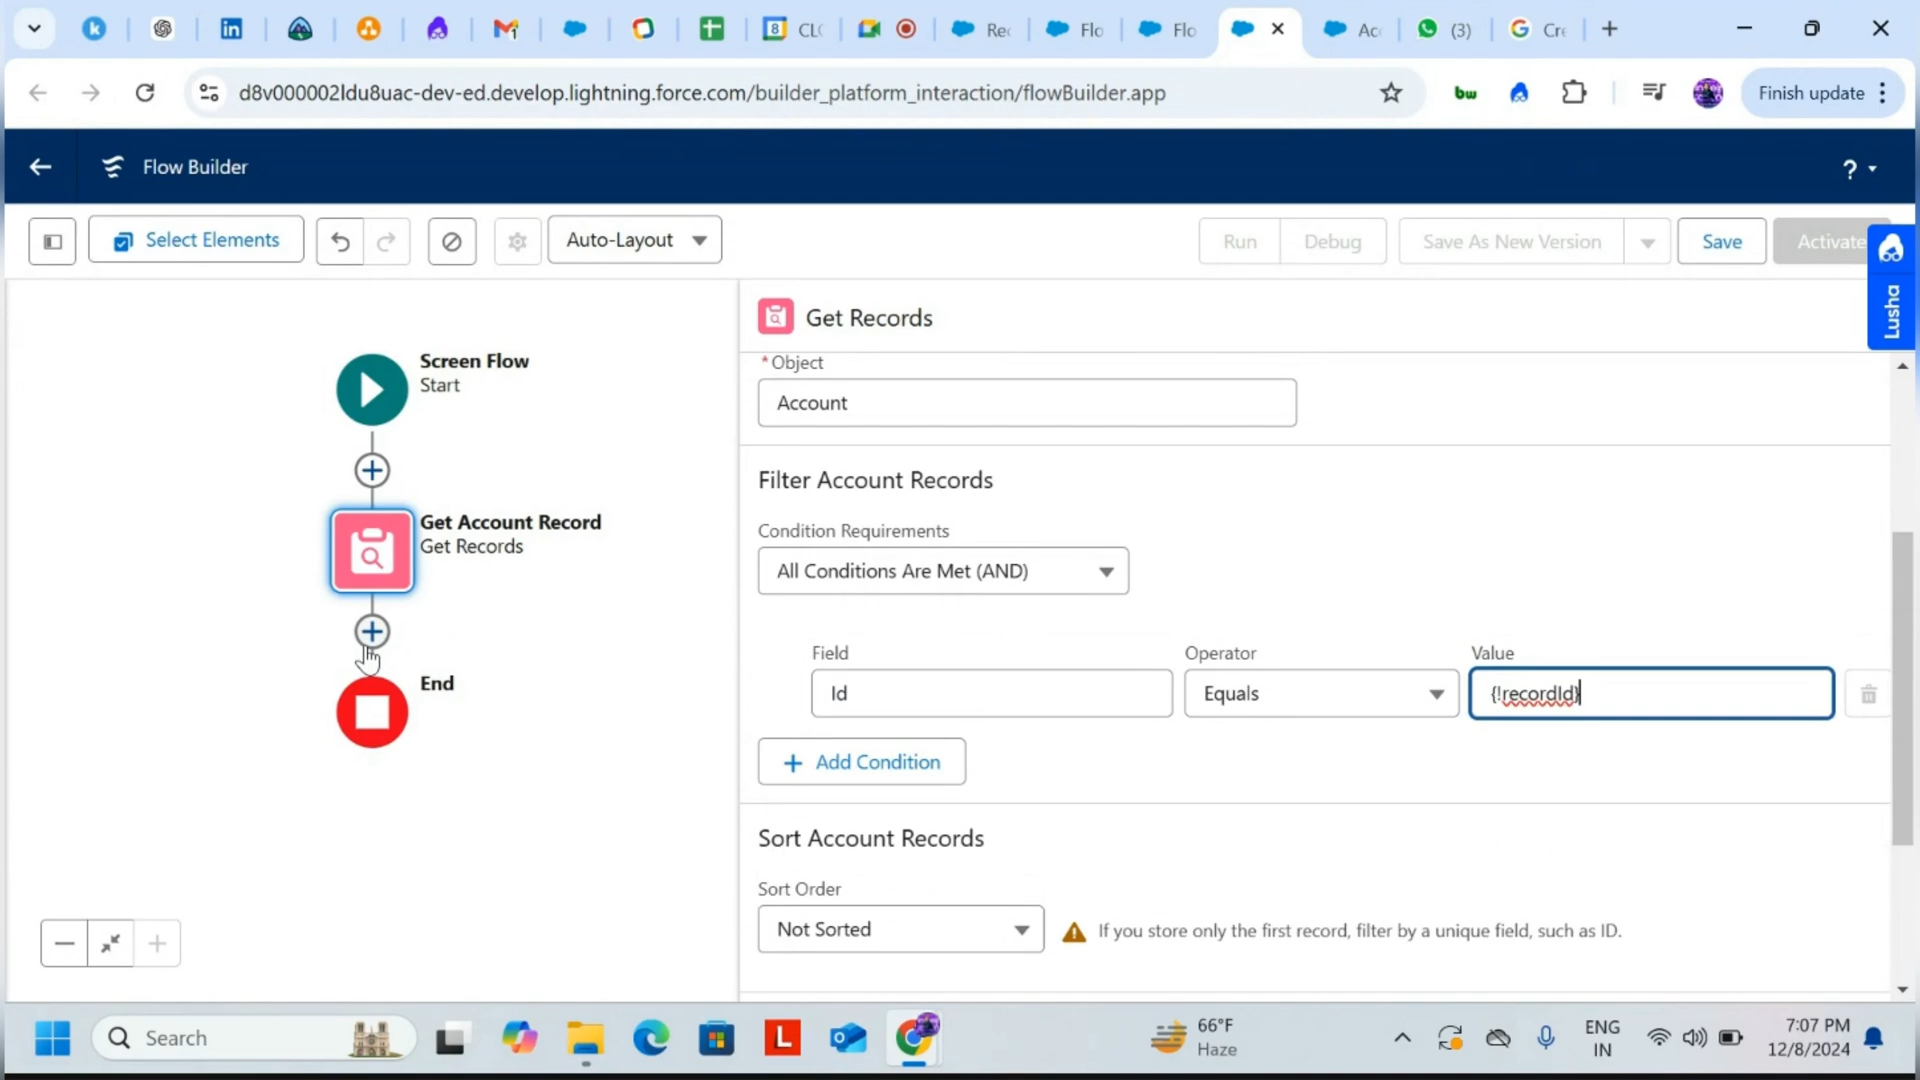 CL
Rec
Flo
Flo
Acc
(3)
Cre
d8v000002ldu8uac-dev-ed.develop.lightning.force.com/builder_platform_interaction/flowBuilder.app
bw
Finish update
Flow Builder
?
Select Elements
Auto-Layout
Run
Debug
Save As New Version
Save
Activate
Lusha
Screen Flow
Start
Get Account Record
Get Records
End
Get Records
* Object
Account
Filter Account Records
Condition Requirements
All Conditions Are Met (AND)
Field
Operator
Value
Id
Equals
{!recordId}
+ Add Condition
Sort Account Records
Sort Order
Not Sorted
If you store only the first record, filter by a unique field, such as ID.
Search
L
66°F
Haze
ENG
IN
7:07 PM
12/8/2024